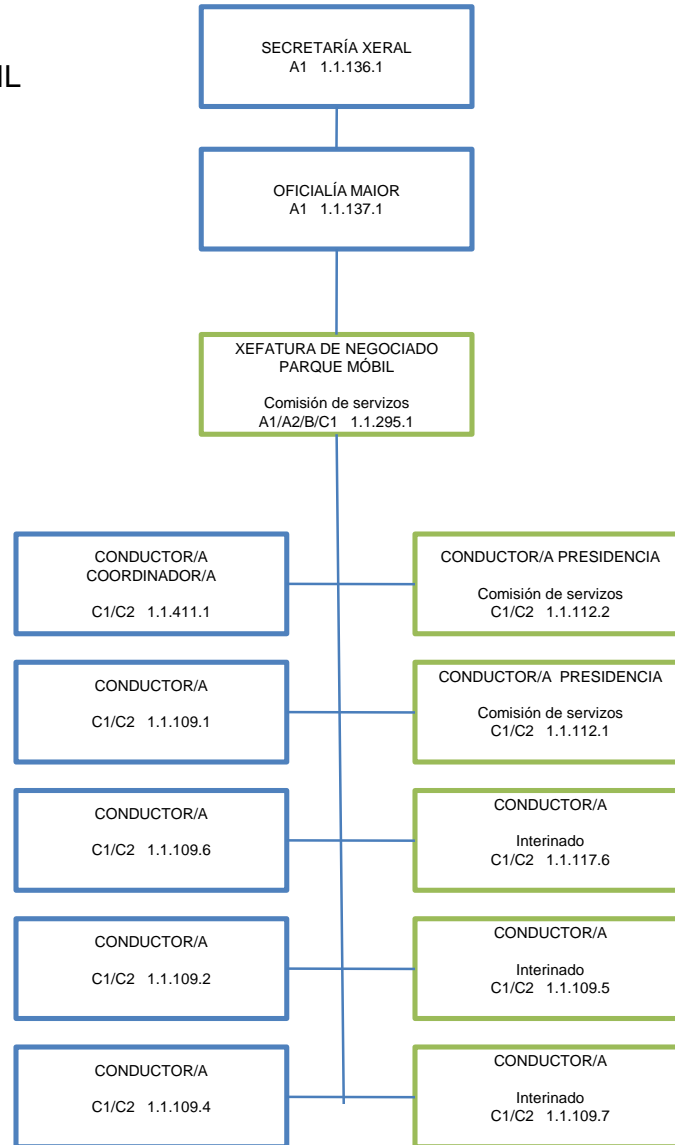 SECRETARÍA XERAL
A1 1.1.136.1
OFICIALÍA MAIOR
A1 1.1.137.1
XEFATURA DE NEGOCIADO
PARQUE MÓBIL
Comisión de servizos
A1/A2/B/C1 1.1.295.1
CONDUCTOR/A
COORDINADOR/A
C1/C2 1.1.411.1
CONDUCTOR/A PRESIDENCIA
Comisión de servizos
C1/C2 1.1.112.2
CONDUCTOR/A
C1/C2 1.1.109.1
CONDUCTOR/A PRESIDENCIA
Comisión de servizos
C1/C2 1.1.112.1
CONDUCTOR/A
C1/C2 1.1.109.6
CONDUCTOR/A
Interinado
C1/C2 1.1.117.6
CONDUCTOR/A
C1/C2 1.1.109.2
CONDUCTOR/A
Interinado
C1/C2 1.1.109.5
CONDUCTOR/A
C1/C2 1.1.109.4
CONDUCTOR/A
Interinado
C1/C2 1.1.109.7